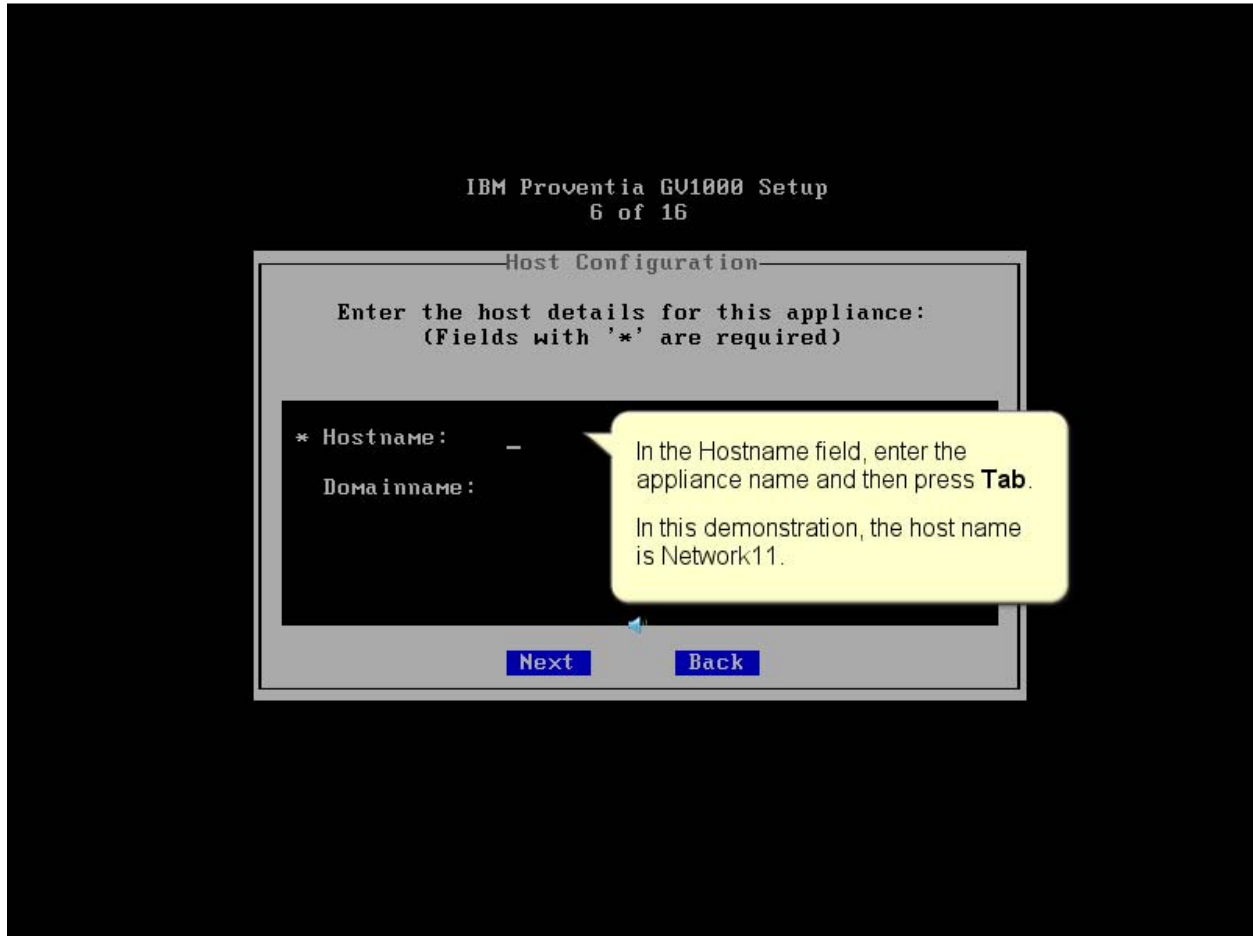 IBM Proventia GV1000 Setup
6 of 16
Host Configuration
Enter the host details for this appliance:
(Fields with '*' are required)
* Hostname: _
Domainname:
In the Hostname field, enter the
appliance name and then press Tab.
In this demonstration, the host name
is Network11.
Next Back